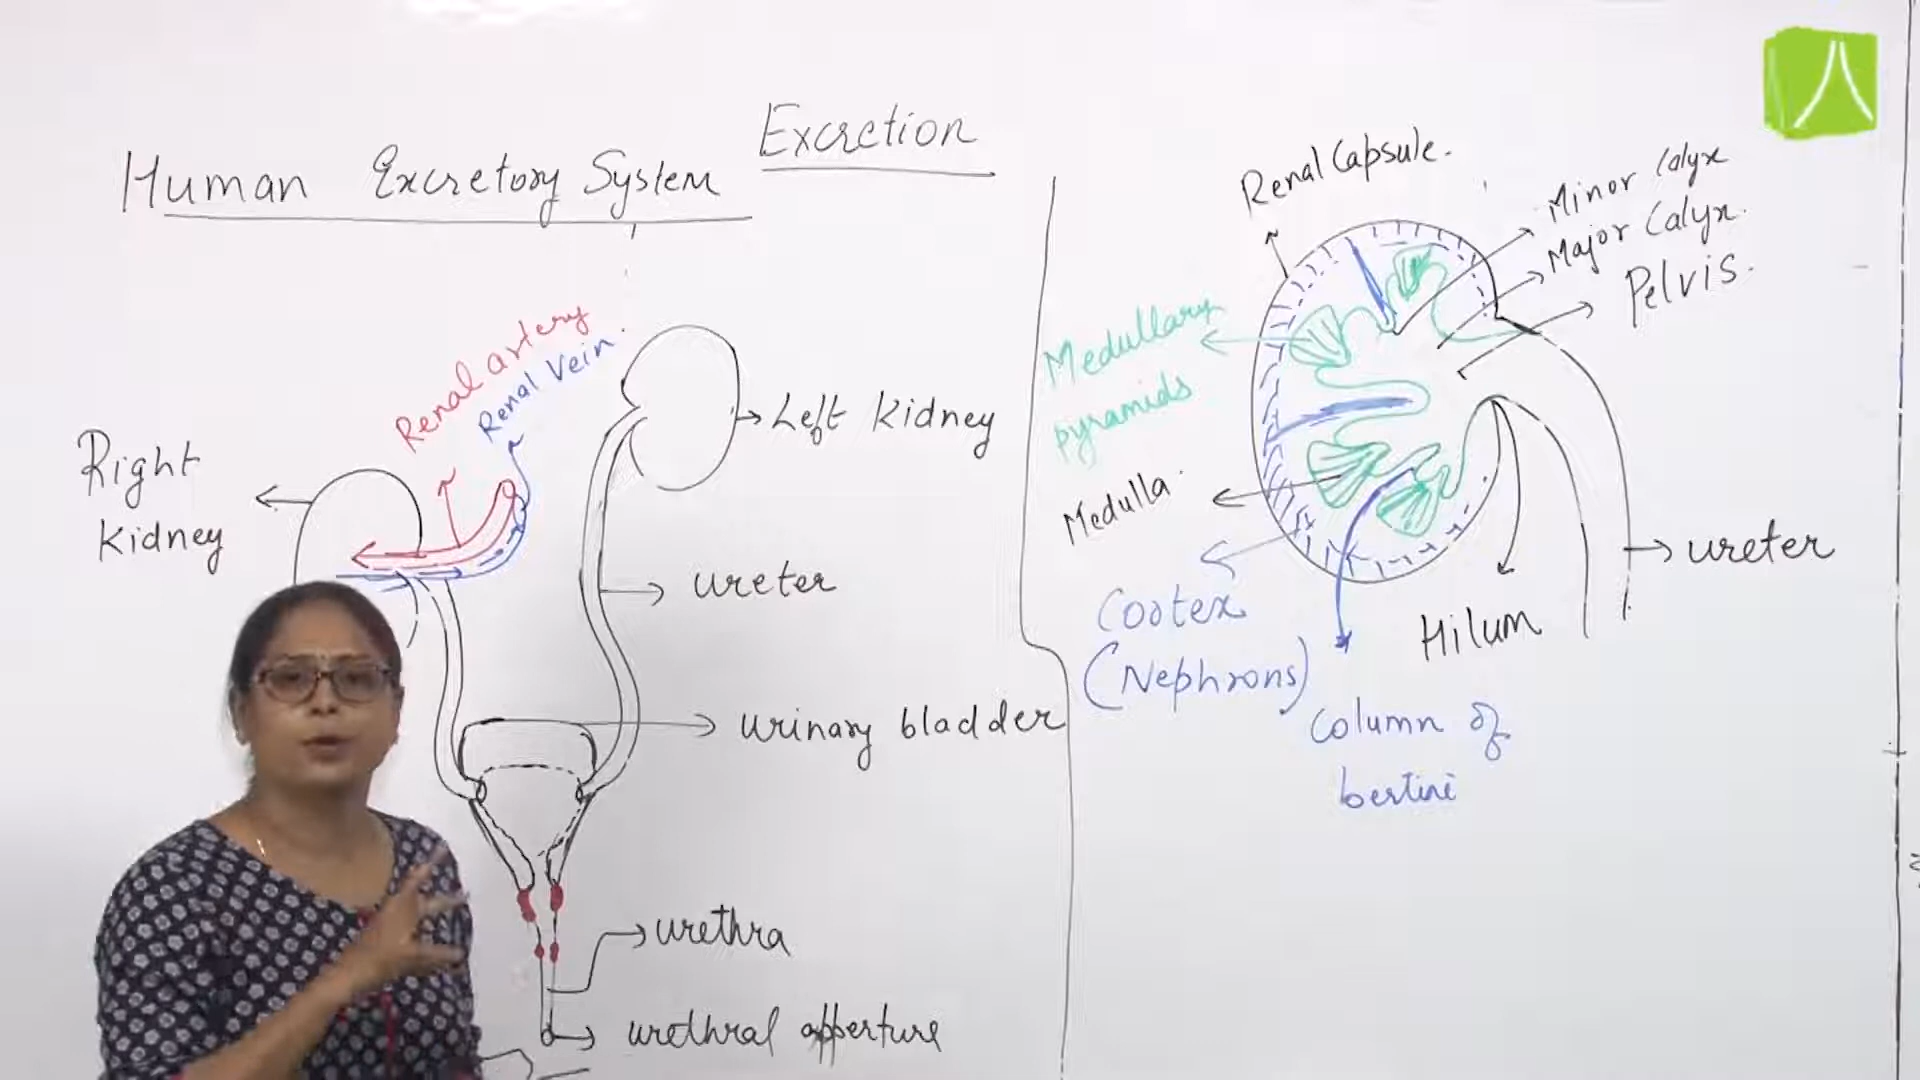 Excretion
Human Excretory System
Renal artery
Renal Vein.
Right
kidney
Left kidney
ureter
urinary bladder
urethra
urethral apperture
Renal Capsule.
Minor Calyx
Major Calyx.
Pelvis.
Medullary
pyramids
Medulla.
Cortex
(Nephrons)
Column of
bertini
Hilum
ureter